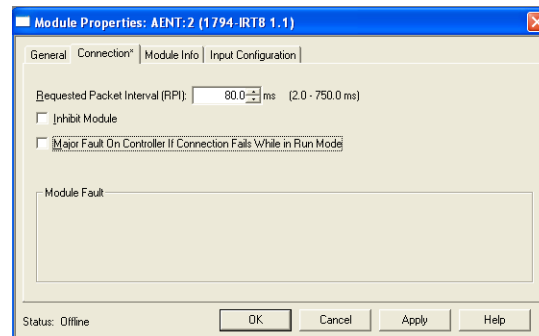 Module Properties: AENT:2 (1794-IRT8 1.1)
General Connection* Module Info Input Configuration
Requested Packet Interval (RPI): 80.0 ms (2.0 - 750.0 ms)
Inhibit Module
Major Fault On Controller If Connection Fails While in Run Mode
Module Fault
Status: Offline OK Cancel Apply Help